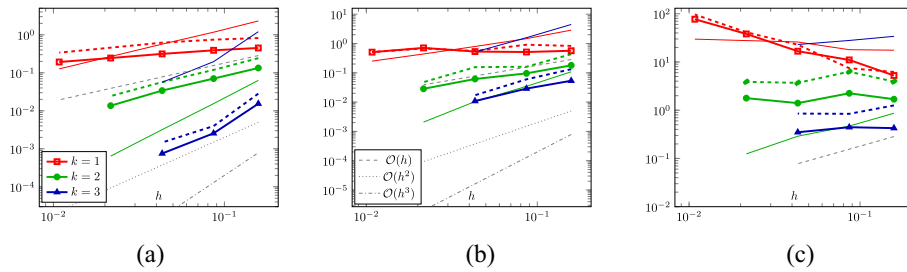 10^0
10^{-1}
10^{-2}
10^{-3}
10^{-4}
k = 1
k = 2
k = 3
10^{-2}
h
10^{-1}
(a)
10^2
10^1
10^0
10^{-1}
10^{-2}
10^{-3}
10^{-4}
10^{-5}
O(h)
O(h^2)
O(h^3)
10^{-2}
h
10^{-1}
(b)
10^2
10^1
10^0
10^{-1}
10^{-2}
10^{-2}
h
10^{-1}
(c)